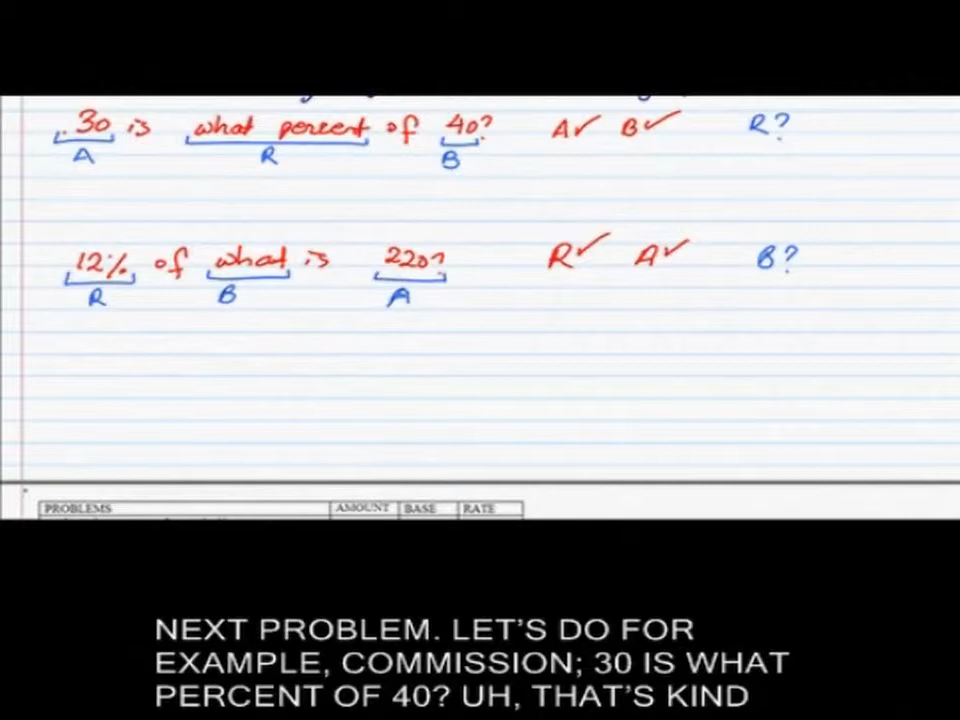 30 is what percent of 40? A✓ B✓ R?
A R B
12% of what is 220? R✓ A✓ B?
R B A
PROBLEMS AMOUNT BASE RATE
NEXT PROBLEM. LET'S DO FOR
EXAMPLE, COMMISSION; 30 IS WHAT
PERCENT OF 40? UH, THAT'S KIND